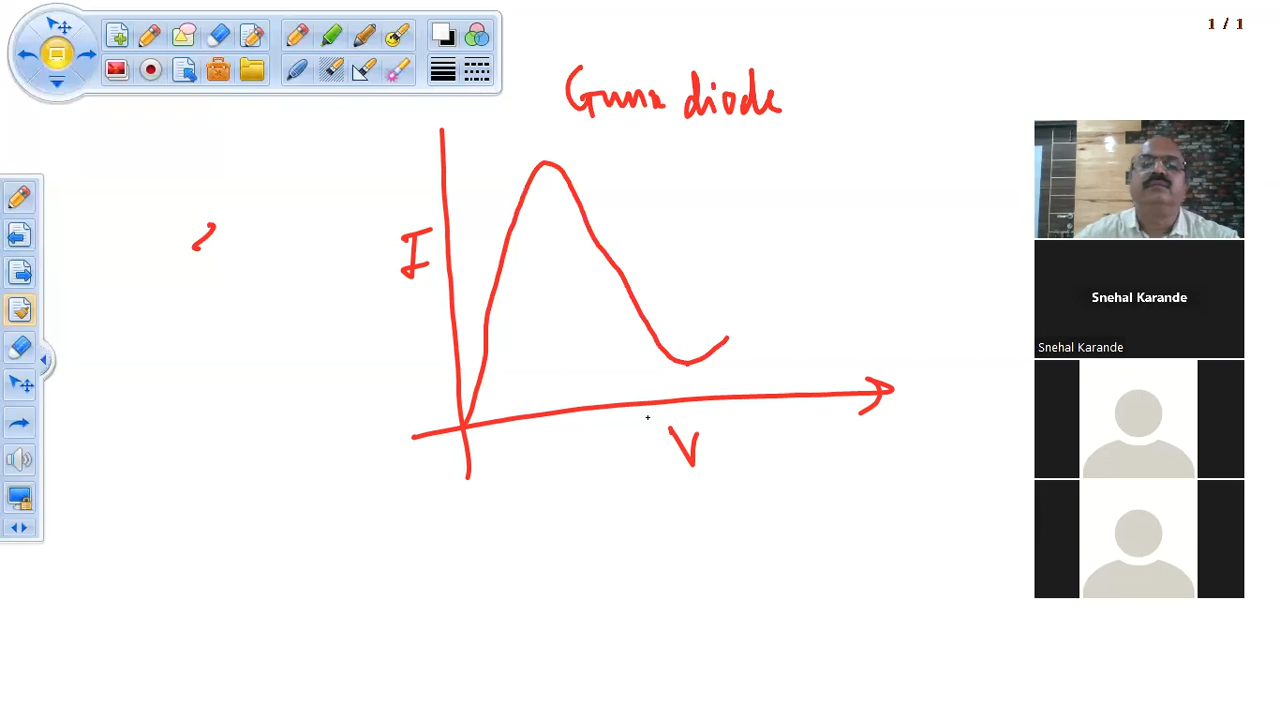 1 / 1
Gunn diode
I
Snehal Karande
Snehal Karande
V